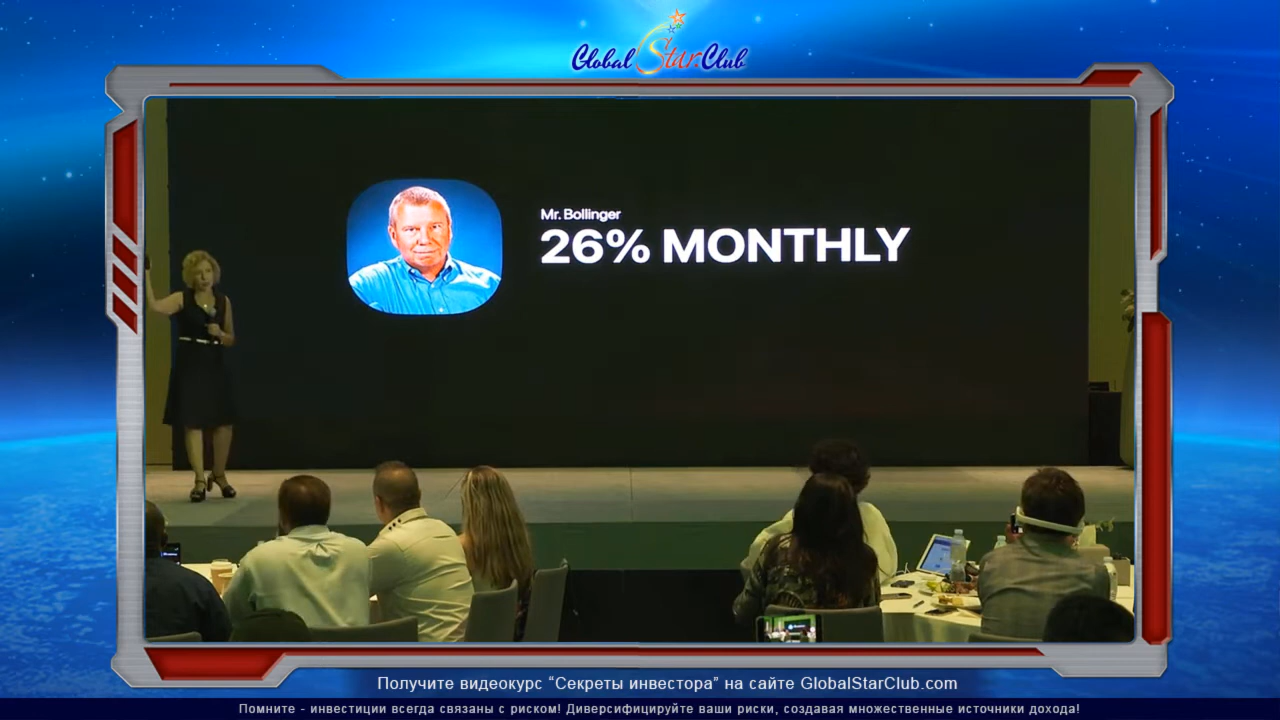 Global Star.Club
Mr. Bollinger
26% MONTHLY
Получите видеокурс “Секреты инвестора” на сайте GlobalStarClub.com
Помните - инвестиции всегда связаны с риском! Диверсифицируйте ваши риски, создавая множественные источники дохода!